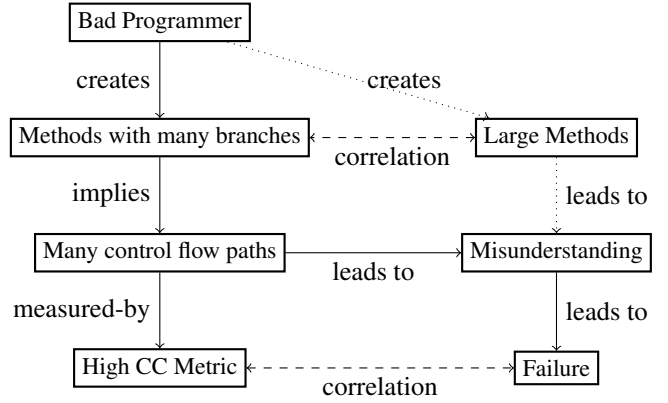 Bad Programmer
creates
creates
Methods with many branches
Large Methods
correlation
implies
leads to
Many control flow paths
Misunderstanding
leads to
measured-by
leads to
High CC Metric
Failure
correlation